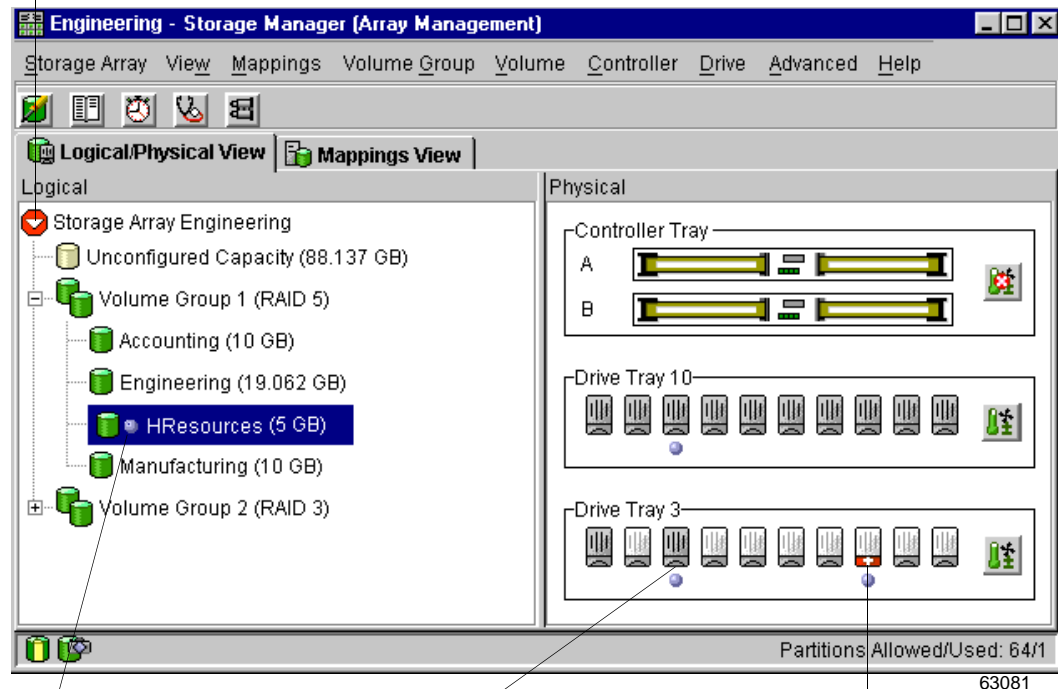 Engineering - Storage Manager (Array Management)
Storage Array View Mappings Volume Group Volume Controller Drive Advanced Help
Logical/Physical View Mappings View
Logical
Storage Array Engineering
Unconfigured Capacity (88.137 GB)
Volume Group 1 (RAID 5)
Accounting (10 GB)
Engineering (19.062 GB)
HResources (5 GB)
Manufacturing (10 GB)
Volume Group 2 (RAID 3)
Physical
Controller Tray
A
B
Drive Tray 10
Drive Tray 3
Partitions Allowed/Used: 64/1
63081